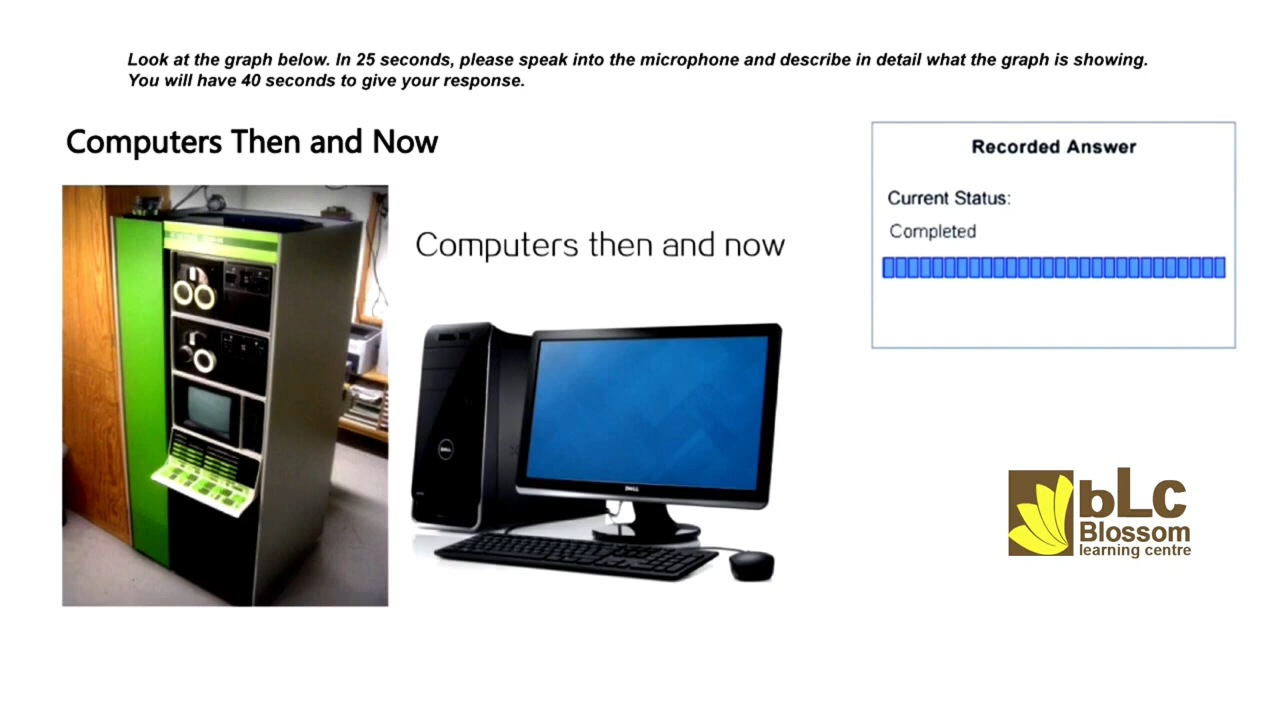 Look at the graph below. In 25 seconds, please speak into the microphone and describe in detail what the graph is showing.
You will have 40 seconds to give your response.
Computers Then and Now
Recorded Answer
Current Status:
Completed
Computers then and now
DELL
DELL
bLc
Blossom
learning centre